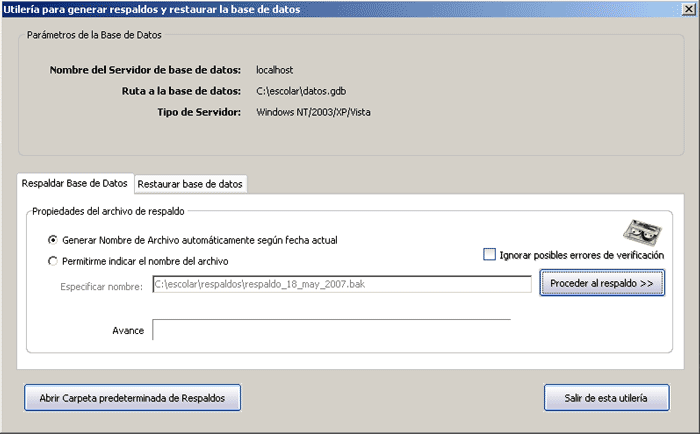 Utilería para generar respaldos y restaurar la base de datos
Parámetros de la Base de Datos
Nombre del Servidor de base de datos: localhost
Ruta a la base de datos: C:\escolar\datos.gdb
Tipo de Servidor: Windows NT/2003/XP/Vista
Respaldar Base de Datos Restaurar base de datos
Propiedades del archivo de respaldo
Generar Nombre de Archivo automáticamente según fecha actual
Ignorar posibles errores de verificación
Permitirme indicar el nombre del archivo
Especificar nombre: C:\escolar\respaldos\respaldo_18_may_2007.bak Proceder al respaldo >>
Avance
Abrir Carpeta predeterminada de Respaldos Salir de esta utilería